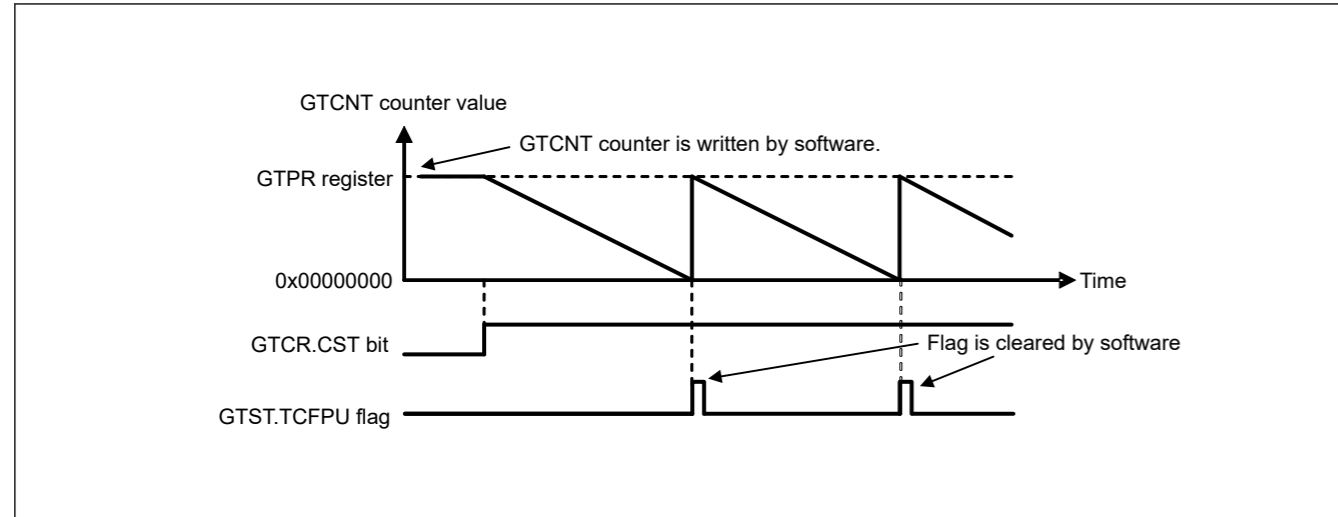 GTCNT counter value
GTCNT counter is written by software.
GTPR register
0x00000000
Time
GTCR.CST bit
Flag is cleared by software
GTST.TCFPU flag